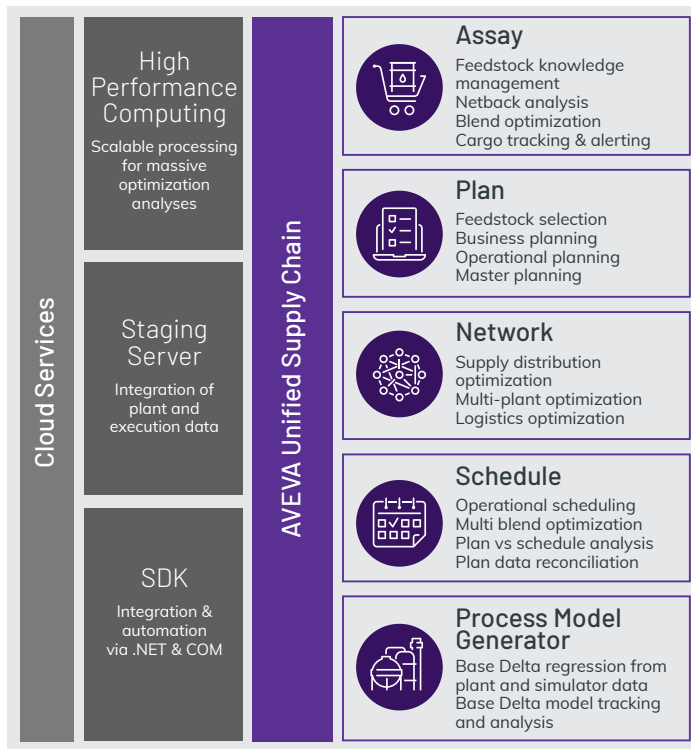 Cloud Services
High
Performance
Computing
Scalable processing
for massive
optimization
analyses
Staging
Server
Integration of
plant and
execution data
SDK
Integration &
automation
via .NET & COM
AVEVA Unified Supply Chain
Assay
Feedstock knowledge
management
Netback analysis
Blend optimization
Cargo tracking & alerting
Plan
Feedstock selection
Business planning
Operational planning
Master planning
Network
Supply distribution
optimization
Multi-plant optimization
Logistics optimization
Schedule
Operational scheduling
Multi blend optimization
Plan vs schedule analysis
Plan data reconciliation
Process Model
Generator
Base Delta regression from
plant and simulator data
Base Delta model tracking
and analysis